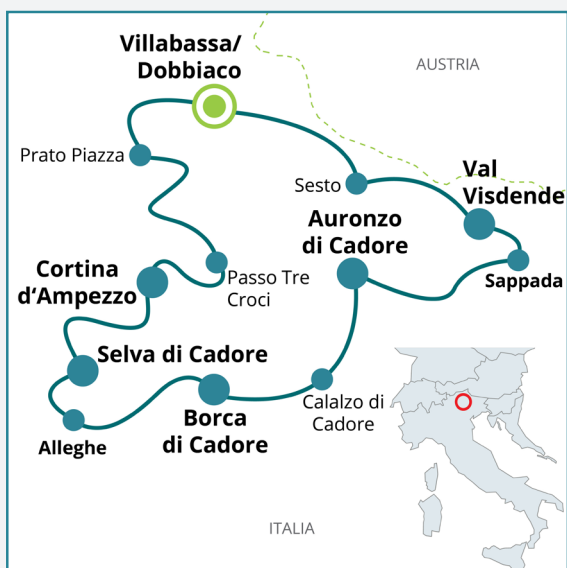 Villabassa/
Dobbiaco
AUSTRIA
Prato Piazza
Sesto
Val
Visdende
Auronzo
di Cadore
Cortina
d‘Ampezzo
Passo Tre
Croci
Sappada
Selva di Cadore
Calalzo di
Cadore
Borca
di Cadore
Alleghe
ITALIA